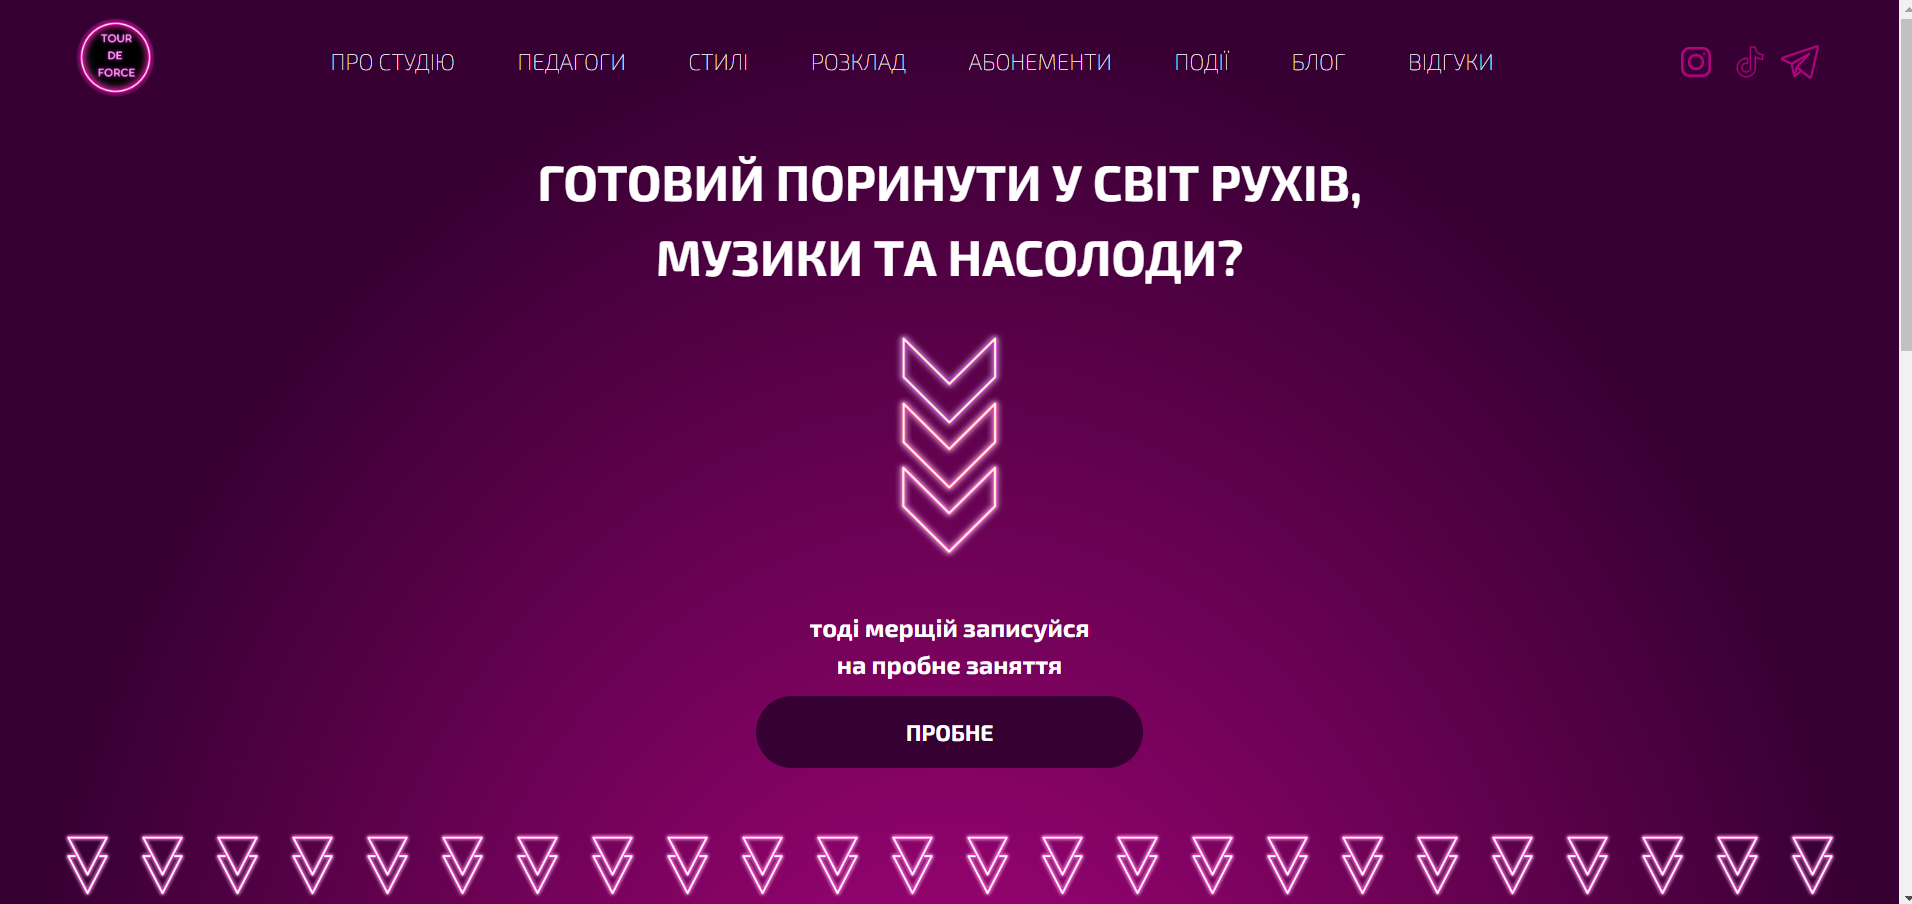 TOUR
DE
FORCE
ПРО СТУДІЮ ПЕДАГОГИ СТИЛІ РОЗКЛАД АБОНЕМЕНТИ ПОДІЇ БЛОГ ВІДГУКИ
ГОТОВИЙ ПОРИНУТИ У СВІТ РУХІВ,
МУЗИКИ ТА НАСОЛОДИ?
тоді мерщій записуйся
на пробне заняття
ПРОБНЕ